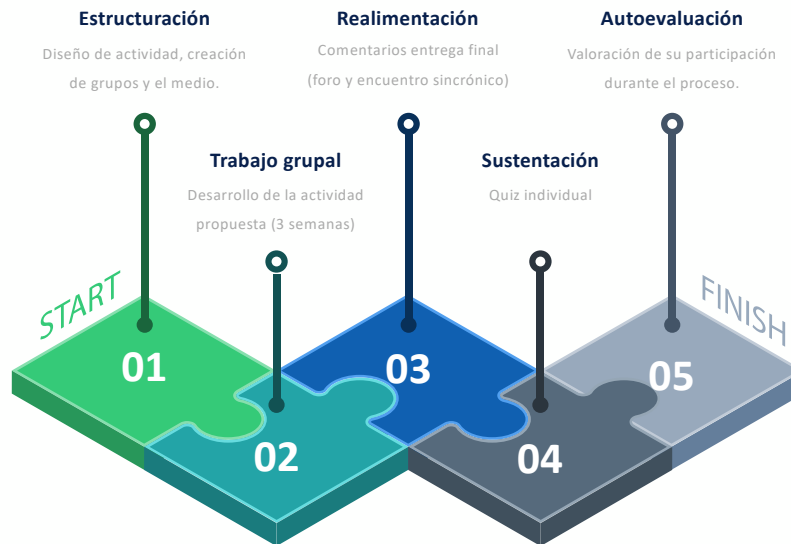 Estructuración
Diseño de actividad, creación
de grupos y el medio.
Realimentación
Comentarios entrega final
(foro y encuentro sincrónico)
Autoevaluación
Valoración de su participación
durante el proceso.
Trabajo grupal
Desarrollo de la actividad
propuesta (3 semanas)
Sustentación
Quiz individual
START
FINISH
01
02
03
04
05